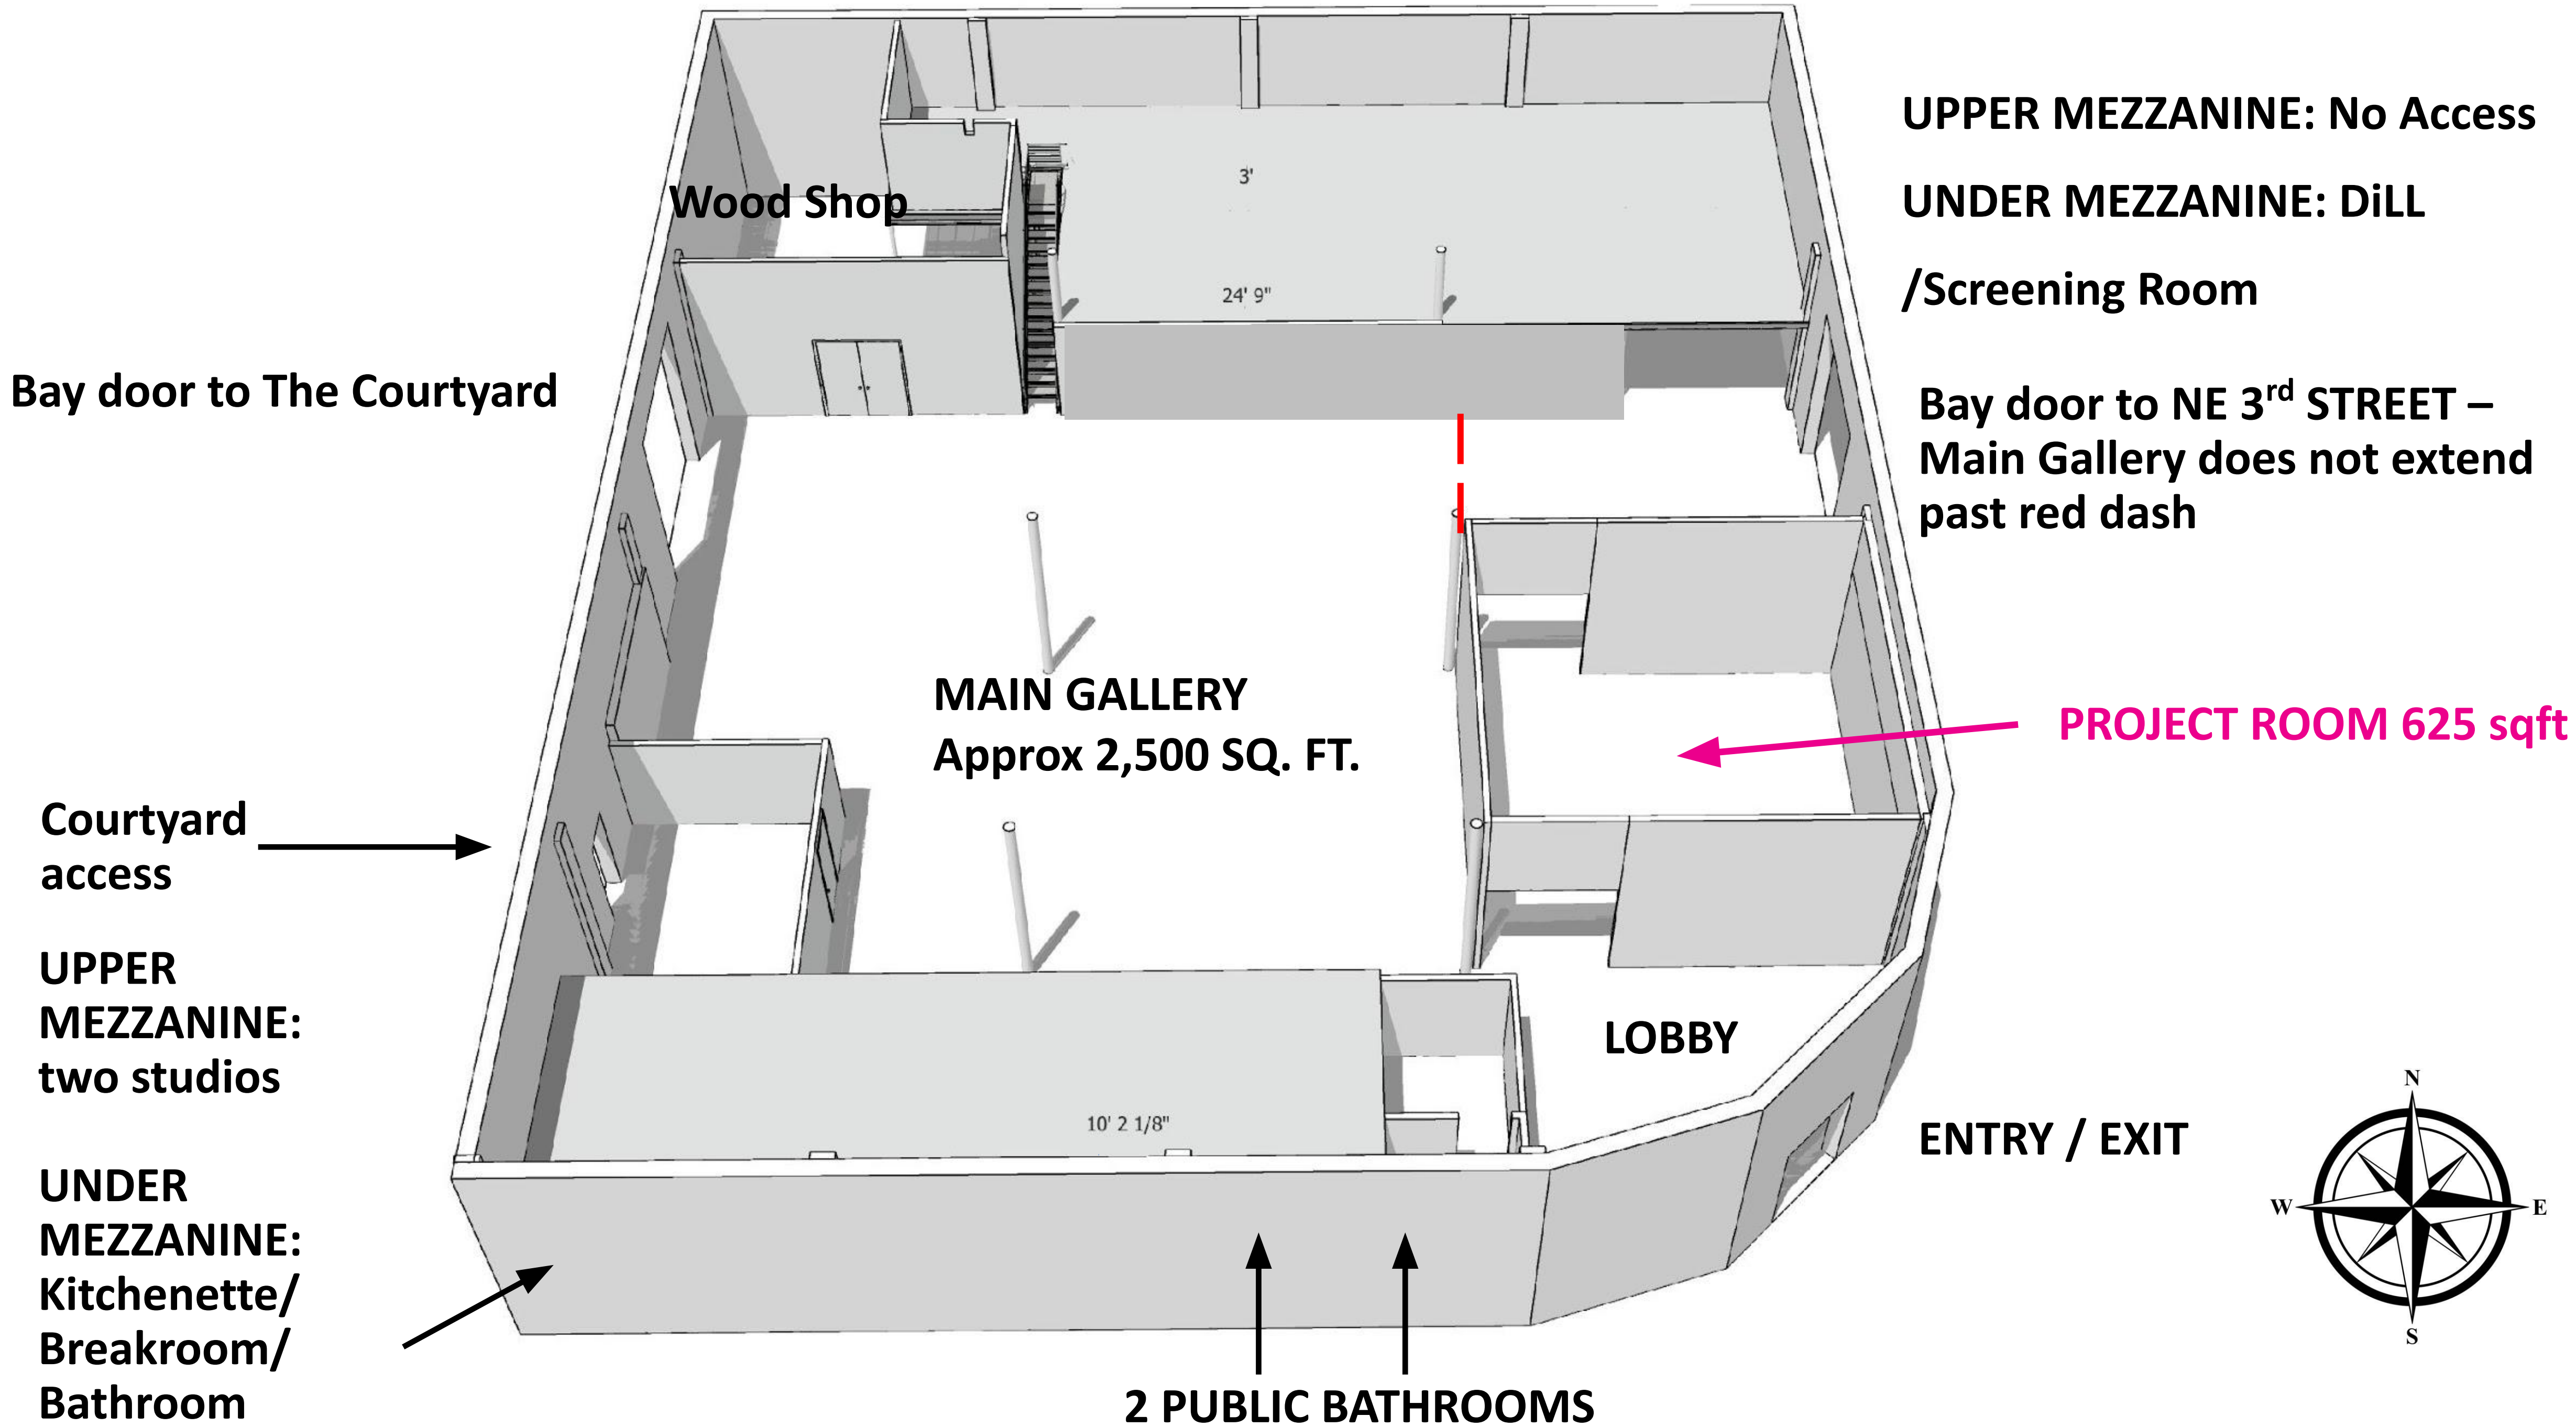 UPPER MEZZANINE: No Access
UNDER MEZZANINE: DiLL
/Screening Room
Wood Shop
3'
24' 9"
Bay door to The Courtyard
Bay door to NE 3rd STREET –
Main Gallery does not extend
past red dash
MAIN GALLERY
Approx 2,500 SQ. FT.
PROJECT ROOM 625 sqft
Courtyard
access
UPPER
MEZZANINE:
two studios
LOBBY
10' 2 1/8"
ENTRY / EXIT
UNDER
MEZZANINE:
Kitchenette/
Breakroom/
Bathroom
2 PUBLIC BATHROOMS
N
W
E
S